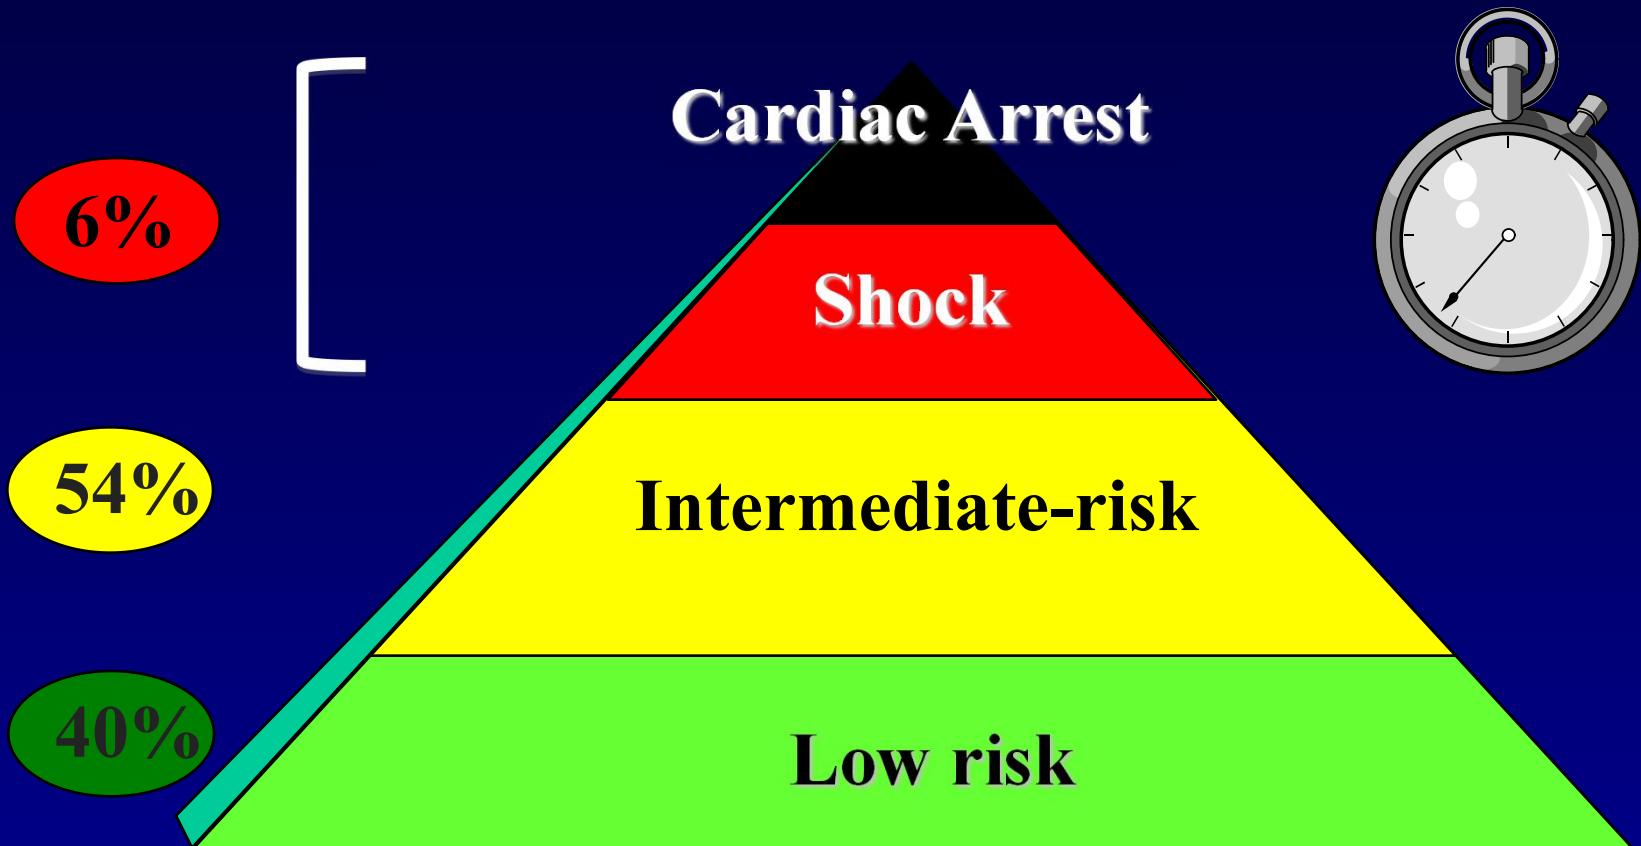 Cardiac Arrest
6%
Shock
54%
Intermediate-risk
40%
Low risk